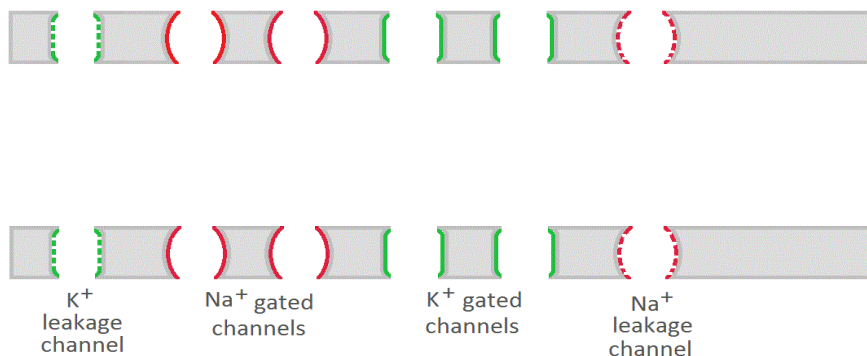 K⁺
leakage
channel
Na⁺ gated
channels
K⁺ gated
channels
Na⁺
leakage
channel